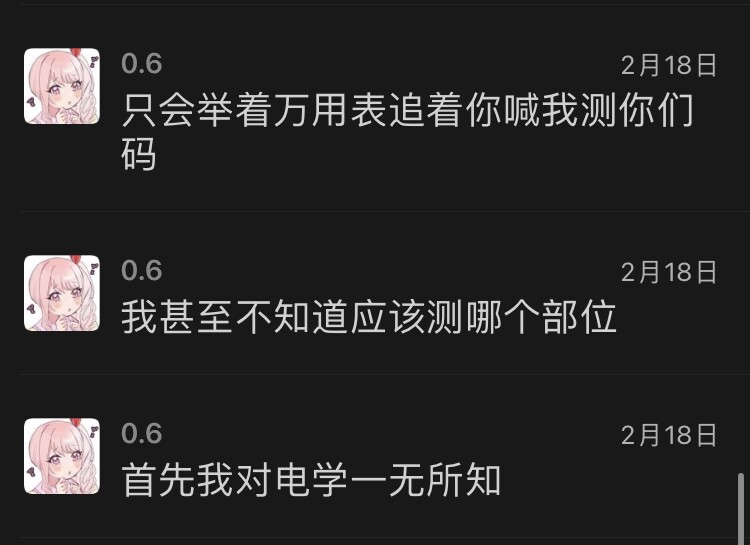 0.6
2月18日
只会举着万用表追着你喊我测你们
码
0.6
2月18日
我甚至不知道应该测哪个部位
0.6
2月18日
首先我对电学一无所知